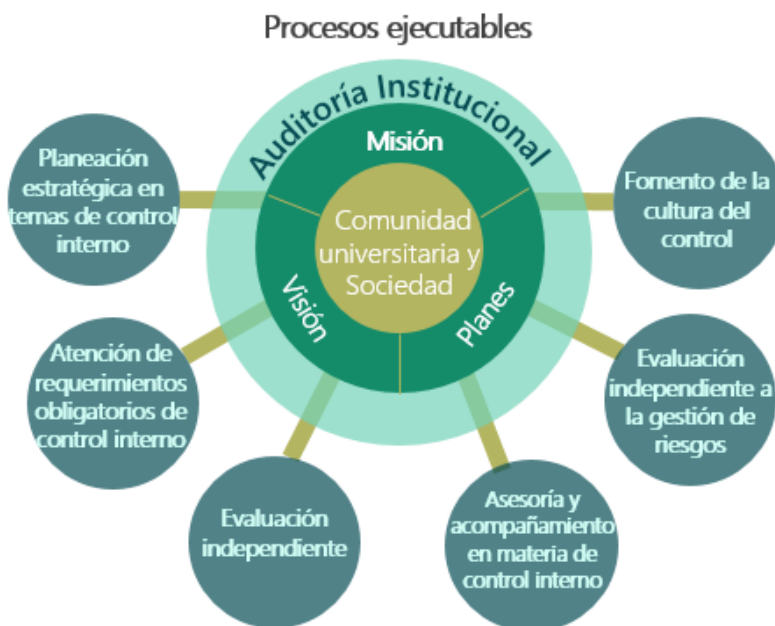 Procesos ejecutables
Auditoría Institucional
Misión
Visión
Planes
Comunidad
universitaria y
Sociedad
Planeación
estratégica en
temas de control
interno
Atención de
requerimientos
obligatorios de
control interno
Evaluación
independiente
Asesoría y
acompañamiento
en materia de
control interno
Evaluación
independiente a
la gestión de
riesgos
Fomento de la
cultura del
control